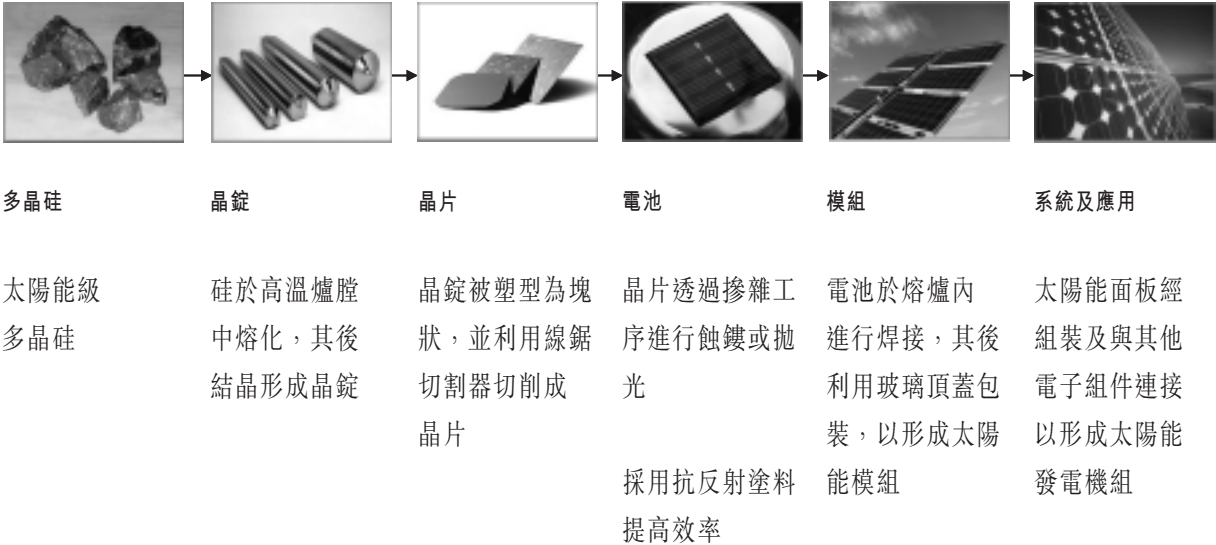 多晶硅
晶錠
晶片
電池
模組
系統及應用
太陽能級
多晶硅
硅於高溫爐膛
中熔化，其後
結晶形成晶錠
晶錠被塑型為塊
狀，並利用線鋸
切割器切削成
晶片
晶片透過摻雜工
序進行蝕鏤或拋
光
採用抗反射塗料
提高效率
電池於熔爐內
進行焊接，其後
利用玻璃頂蓋包
裝，以形成太陽
能模組
太陽能面板經
組裝及與其他
電子組件連接
以形成太陽能
發電機組